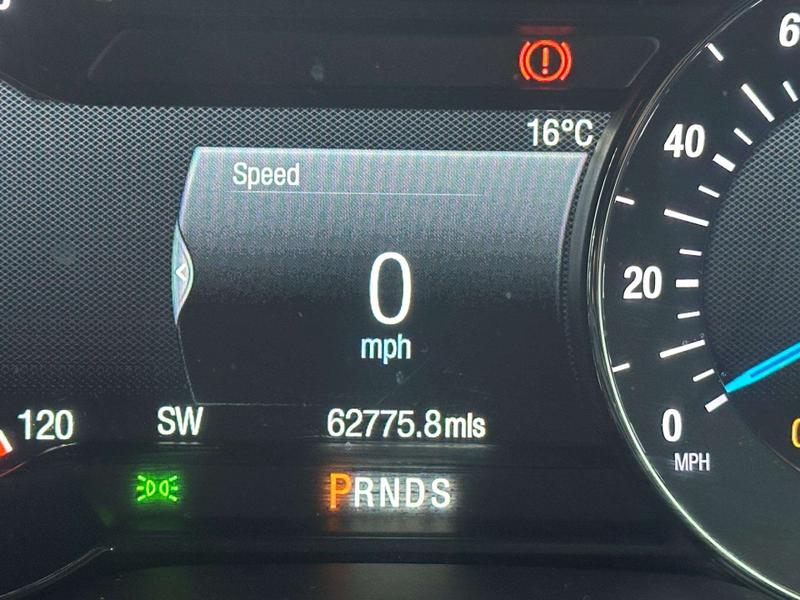 16°C
Speed
0
mph
120
SW
62775.8mls
PRNDS
40
20
0
MPH